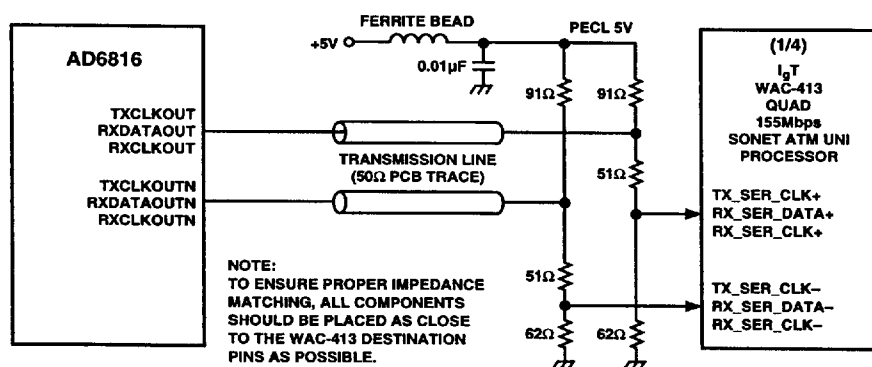 FERRITE BEAD
+5V
PECL 5V
0.01µF
AD6816
TXCLKOUT
RXDATAOUT
RXCLKOUT
TXCLKOUTN
RXDATAOUTN
RXCLKOUTN
TRANSMISSION LINE
(50Ω PCB TRACE)
91Ω
91Ω
51Ω
51Ω
62Ω
62Ω
(1/4)
IgT
WAC-413
QUAD
155Mbps
SONET ATM UNI
PROCESSOR
TX_SER_CLK+
RX_SER_DATA+
RX_SER_CLK+
TX_SER_CLK–
RX_SER_DATA–
RX_SER_CLK–
NOTE:
TO ENSURE PROPER IMPEDANCE
MATCHING, ALL COMPONENTS
SHOULD BE PLACED AS CLOSE
TO THE WAC-413 DESTINATION
PINS AS POSSIBLE.